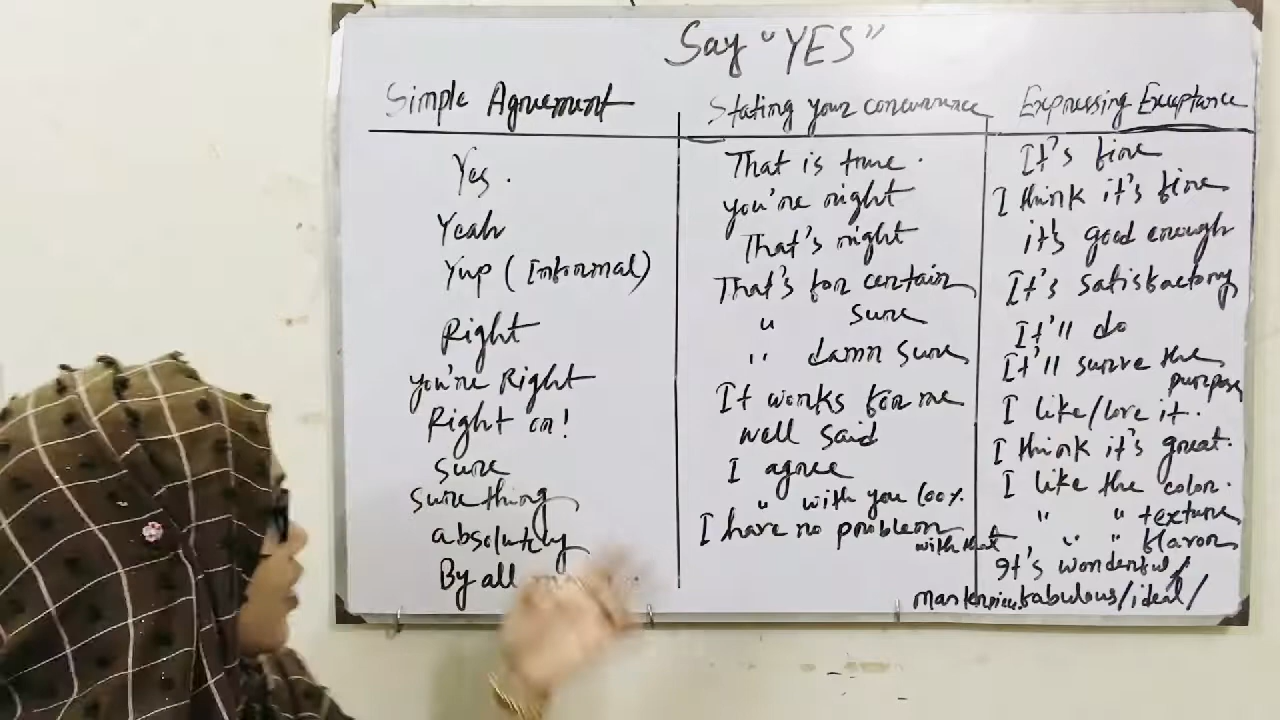 Say "YES"
Simple Agreement
Yes.
Yeah
Yup (Informal)
Right
you're Right
Right on!
sure
sure thing
absolutely
By all
Stating your concurrence
That is true.
you're right
That's right
That's for certain
" sure
" damn sure
It works for me
well said
I agree
" with you 100%.
I have no problem
with that
Expressing Exceptance
It's fine
I think it's fine
it's good enough
It's satisfactory
It'll do
It'll surve the
purpose
I like/love it.
I think it's great.
I like the color.
" " texture
" " flavor
It's wonderful/
fabulous/ideal/